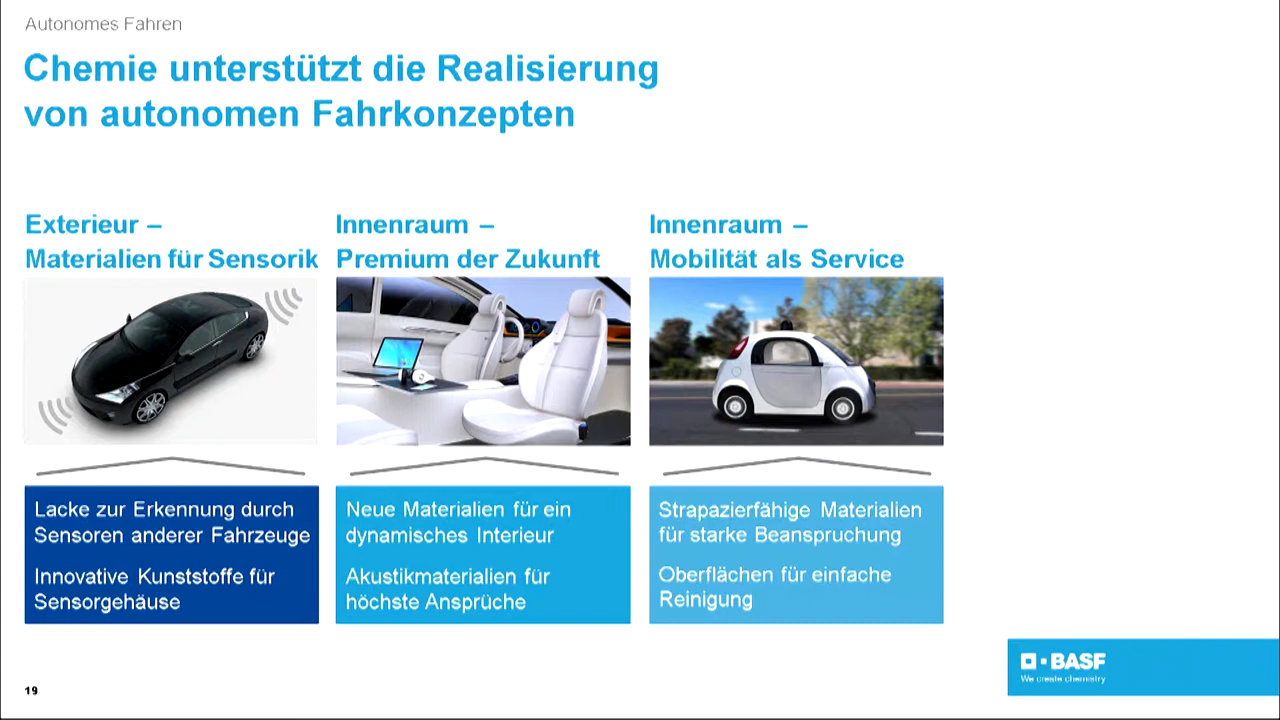 Autonomes Fahren
Chemie unterstützt die Realisierung
von autonomen Fahrkonzepten
Exterieur –
Materialien für Sensorik
Innenraum –
Premium der Zukunft
Innenraum –
Mobilität als Service
Lacke zur Erkennung durch
Sensoren anderer Fahrzeuge
Innovative Kunststoffe für
Sensorgehäuse
Neue Materialien für ein
dynamisches Interieur
Akustikmaterialien für
höchste Ansprüche
Strapazierfähige Materialien
für starke Beanspruchung
Oberflächen für einfache
Reinigung
19
BASF
We create chemistry